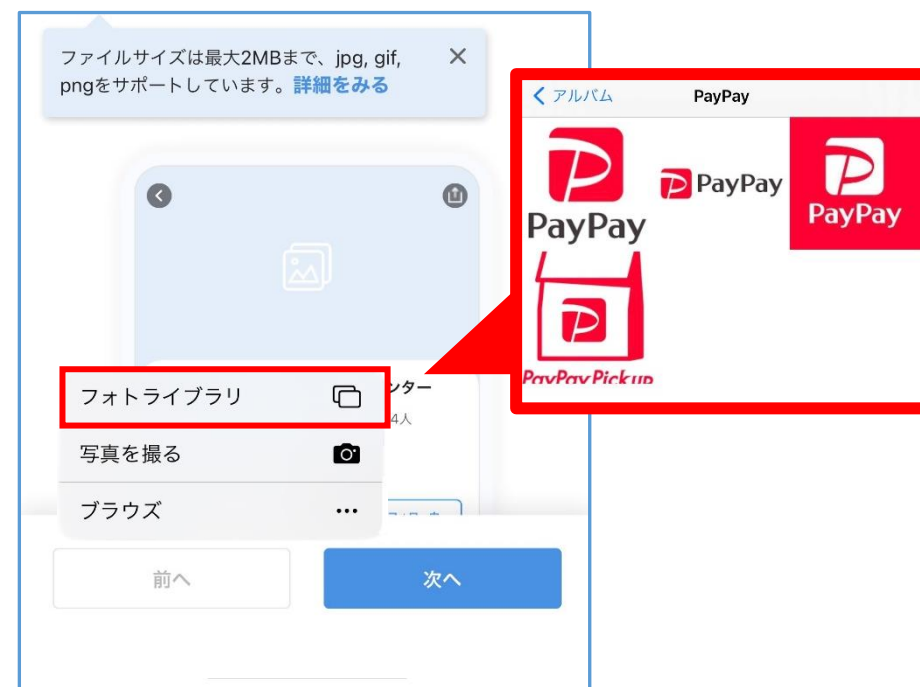 ファイルサイズは最大2MBまで、jpg, gif,
pngをサポートしています。詳細をみる
アルバム
PayPay
PayPay
PayPay
PayPay
PayPay Pickup
ンター
4人
フォトライブラリ
写真を撮る
ブラウズ
前へ
次へ